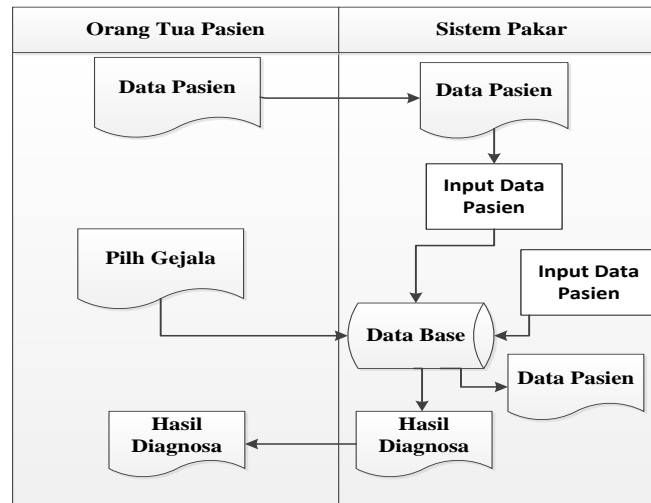 Orang Tua Pasien
Sistem Pakar
Data Pasien
Data Pasien
Input Data
Pasien
Pilh Gejala
Input Data
Pasien
Data Base
Data Pasien
Hasil
Diagnosa
Hasil
Diagnosa